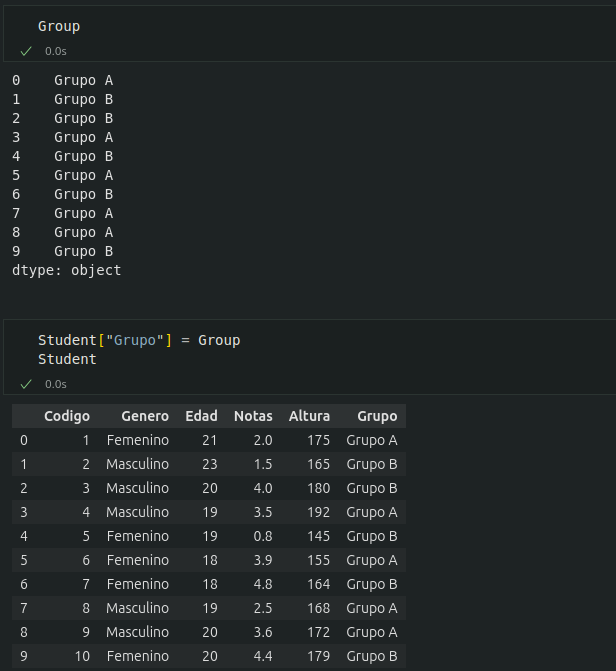 Group
0.0s
0 Grupo A
1 Grupo B
2 Grupo B
3 Grupo A
4 Grupo B
5 Grupo A
6 Grupo B
7 Grupo A
8 Grupo A
9 Grupo B
dtype: object
Student["Grupo"] = Group
Student
0.0s
Codigo Genero Edad Notas Altura Grupo
0 1 Femenino 21 2.0 175 Grupo A
1 2 Masculino 23 1.5 165 Grupo B
2 3 Masculino 20 4.0 180 Grupo B
3 4 Masculino 19 3.5 192 Grupo A
4 5 Femenino 19 0.8 145 Grupo B
5 6 Femenino 18 3.9 155 Grupo A
6 7 Femenino 18 4.8 164 Grupo B
7 8 Masculino 19 2.5 168 Grupo A
8 9 Masculino 20 3.6 172 Grupo A
9 10 Femenino 20 4.4 179 Grupo B